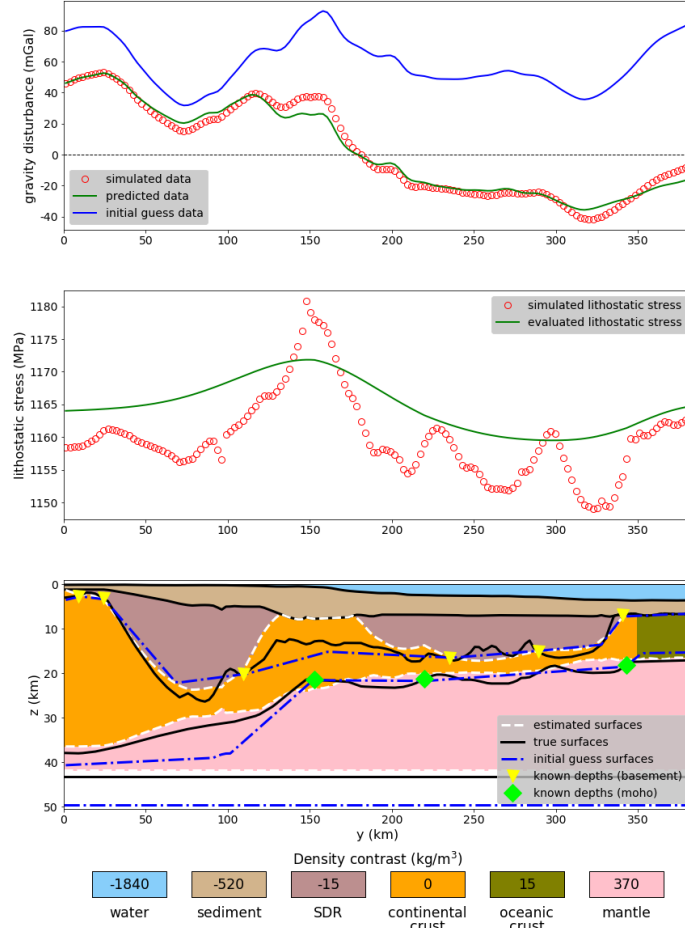 80
60
40
20
0
-20
-40
gravity disturbance (mGal)
simulated data
predicted data
initial guess data
0 50 100 150 200 250 300 350
1180
1175
1170
1165
1160
1155
1150
lithostatic stress (MPa)
simulated lithostatic stress
evaluated lithostatic stress
0 50 100 150 200 250 300 350
0
10
20
30
40
50
z (km)
estimated surfaces
true surfaces
initial guess surfaces
known depths (basement)
known depths (moho)
0 50 100 150 200 250 300 350
y (km)
Density contrast (kg/m³)
-1840 -520 -15 0 15 370
water sediment SDR continental oceanic mantle
crust crust